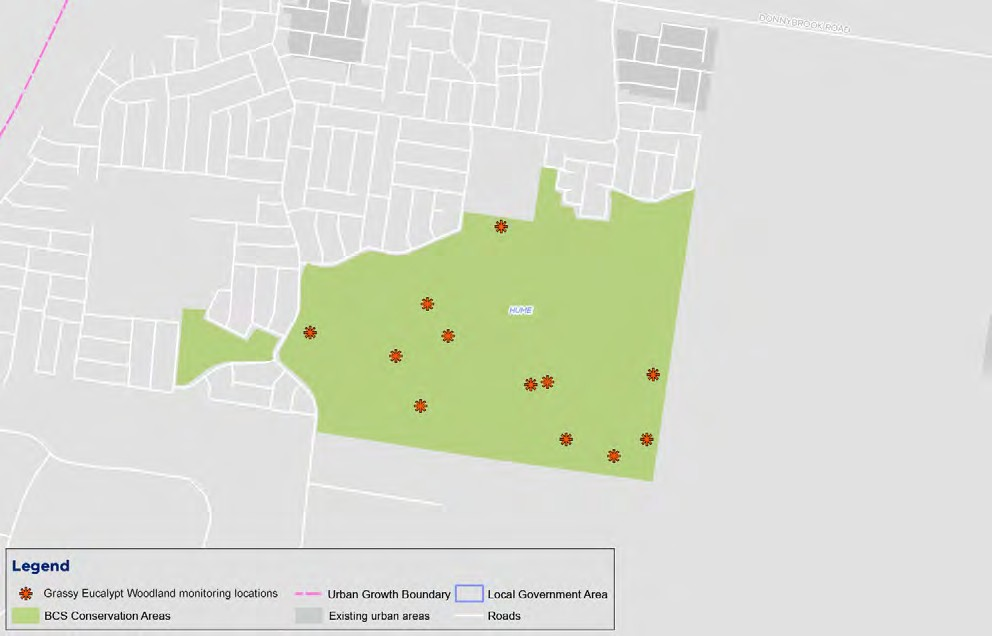 DONNYBROOK ROAD
HUME
Legend
Grassy Eucalypt Woodland monitoring locations
Urban Growth Boundary
Local Government Area
BCS Conservation Areas
Existing urban areas
Roads